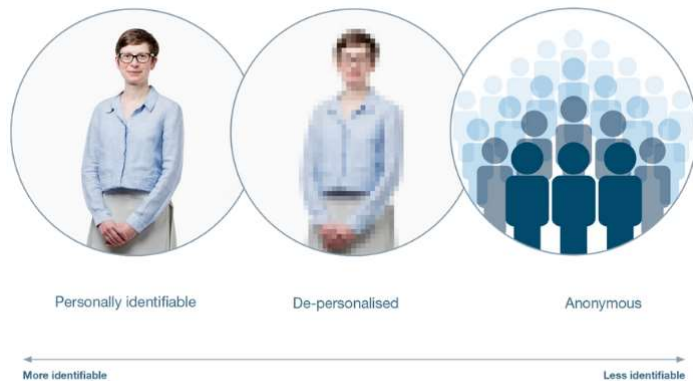 Personally identifiable
De-personalised
Anonymous
More identifiable
Less identifiable